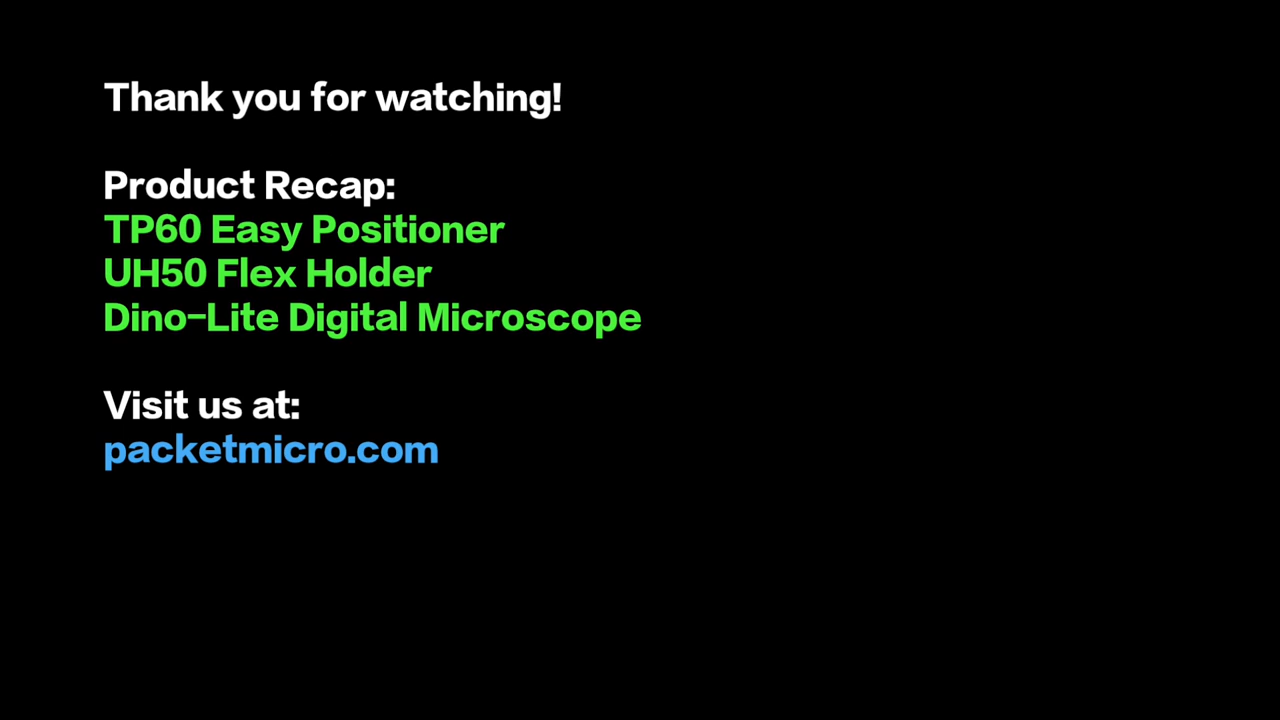 Thank you for watching!
Product Recap:
TP60 Easy Positioner
UH50 Flex Holder
Dino-Lite Digital Microscope
Visit us at:
packetmicro.com